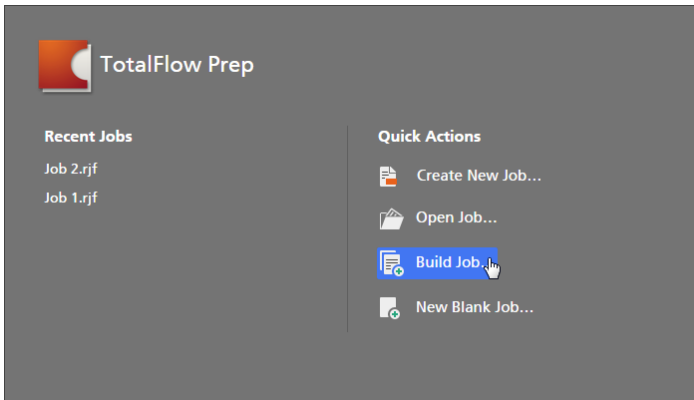 TotalFlow Prep
Recent Jobs
Job 2.rjf
Job 1.rjf
Quick Actions
Create New Job...
Open Job...
Build Job...
New Blank Job...